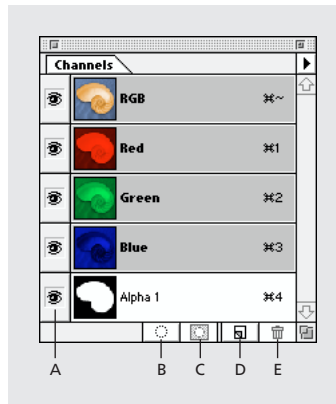 Channels
RGB ⌘~
Red ⌘1
Green ⌘2
Blue ⌘3
Alpha 1 ⌘4
A B C D E